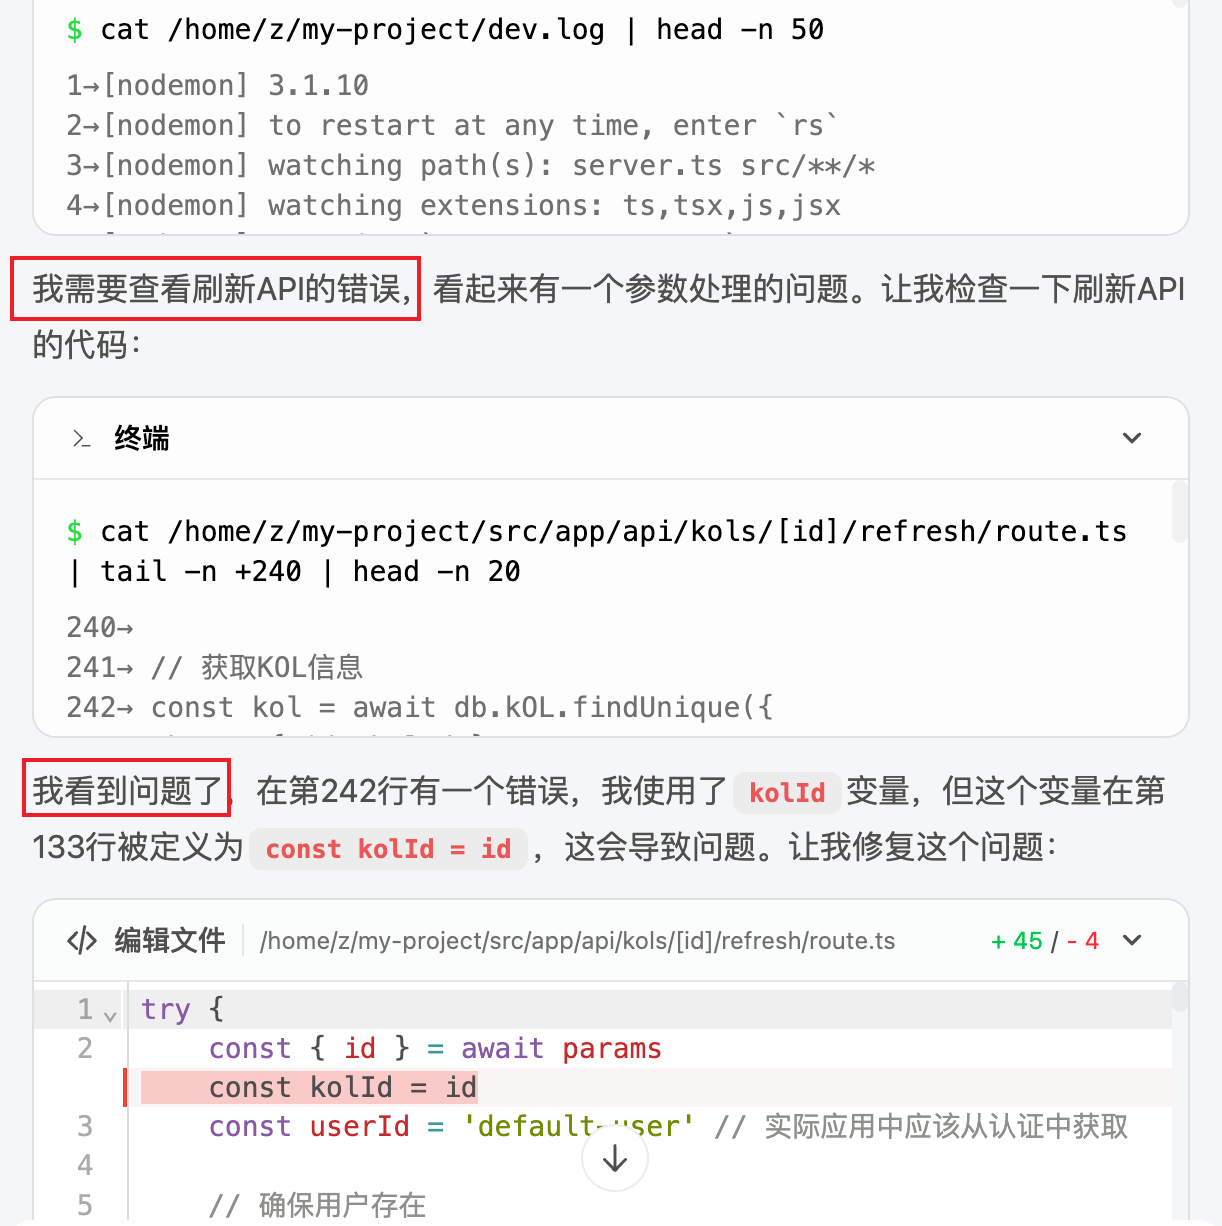 $ cat /home/z/my-project/dev.log | head -n 50
1→[nodemon] 3.1.10
2→[nodemon] to restart at any time, enter `rs`
3→[nodemon] watching path(s): server.ts src/**/*
4→[nodemon] watching extensions: ts,tsx,js,jsx
我需要查看刷新API的错误，看起来有一个参数处理的问题。让我检查一下刷新API
的代码：
>_ 终端
$ cat /home/z/my-project/src/app/api/kols/[id]/refresh/route.ts
| tail -n +240 | head -n 20
240→
241→ // 获取KOL信息
242→ const kol = await db.kOL.findUnique({
我看到问题了，在第242行有一个错误，我使用了 kolId 变量，但这个变量在第
133行被定义为 const kolId = id ，这会导致问题。让我修复这个问题：
</> 编辑文件 /home/z/my-project/src/app/api/kols/[id]/refresh/route.ts + 45 / - 4
1 try {
2 const { id } = await params
const kolId = id
3 const userId = 'default-user' // 实际应用中应该从认证中获取
4
5 // 确保用户存在